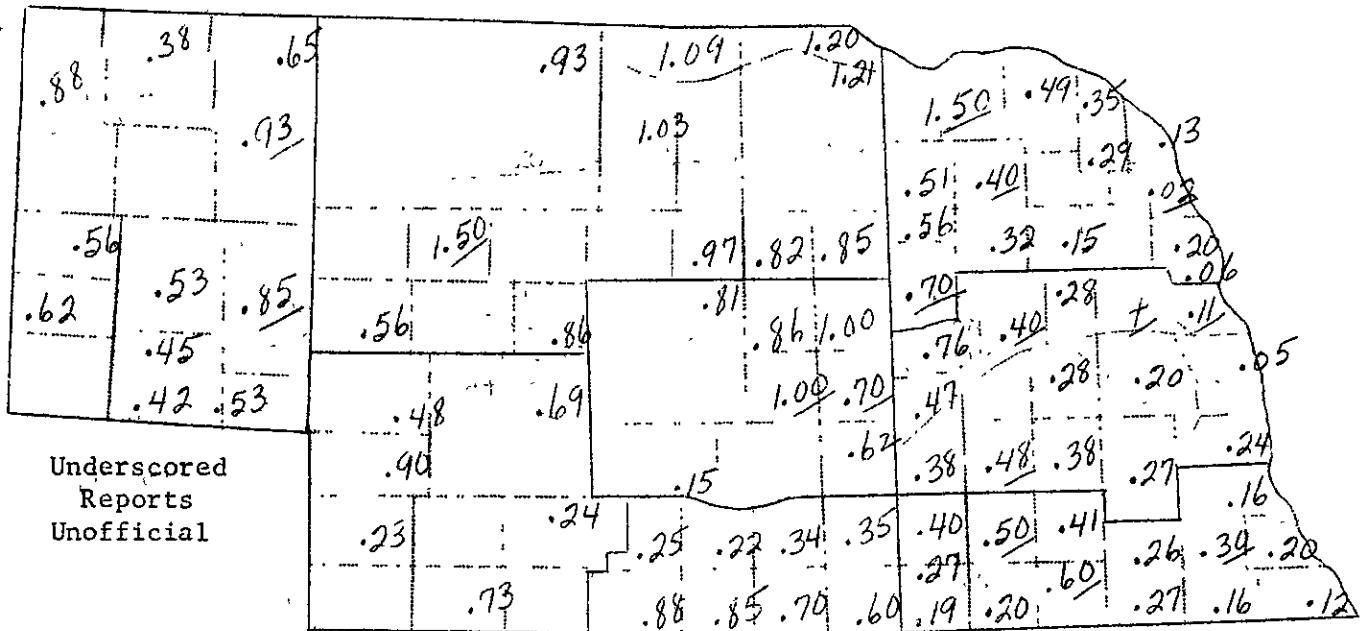 .88 .38 .65 .93 1.09 1.20
1.21
.93 1.03 1.50 .49 .35
.13
.29
.51 .40 .02
.56 1.50 .97 .82 .85 .56 .32 .15 .20
.06
.62 .53 .85 .56 .86 .81 .86 1.00 .70 .28 .11
.45 .76 .40 + .05
.42 .53 .48 .69 1.00 .70 .47 .28 .20
.90 .62 .38 .48 .38 .27 .24
.15 .16
.23 .24 .25 .22 .34 .35 .40 .50 .41 .26 .20
.27 .60
.73 .88 .85 .70 .60 .19 .20 .27 .16 .12
Underscored
Reports
Unofficial